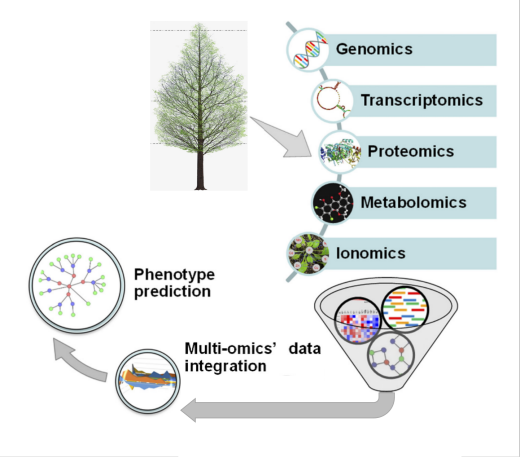 Genomics
Transcriptomics
Proteomics
Metabolomics
Ionomics
Phenotype
prediction
Multi-omics' data
integration